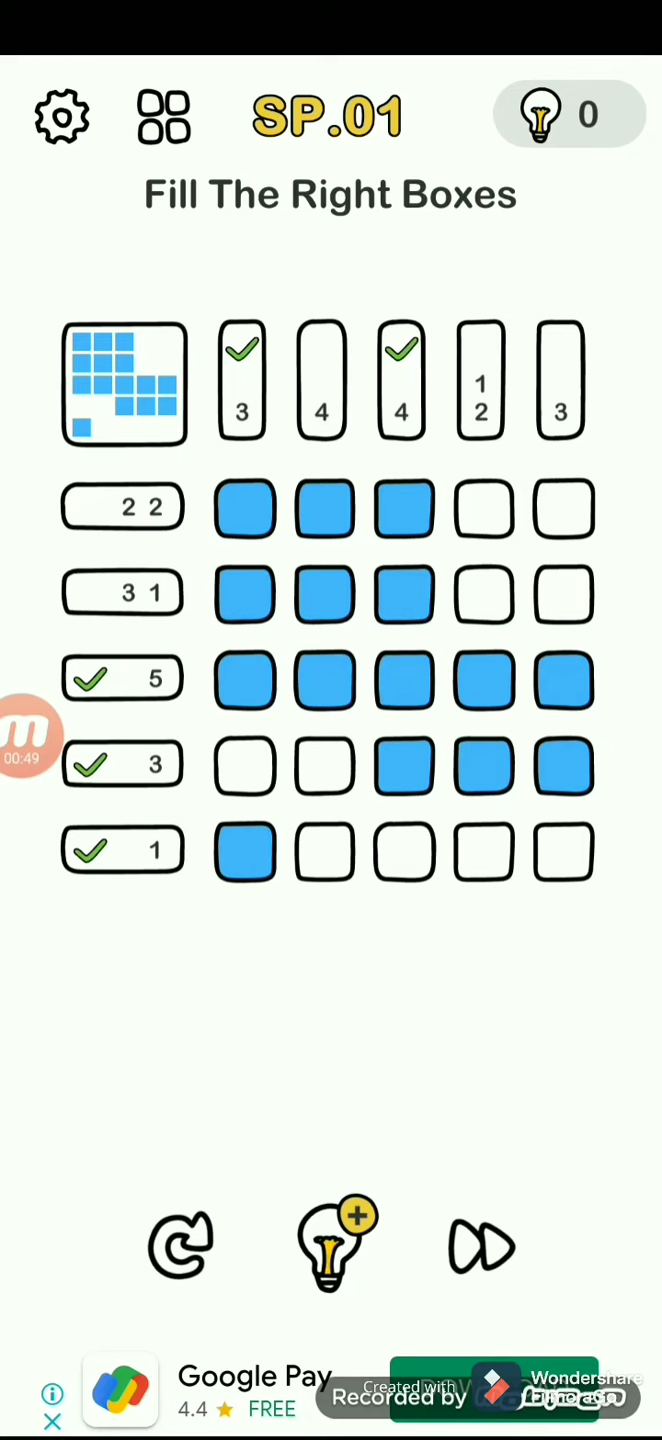 SP.01
0
Fill The Right Boxes
3 4 4 1 2 3
2 2
3 1
5
3
1
00:49
Google Pay
4.4 FREE
Created with
Wondershare
Recorded by